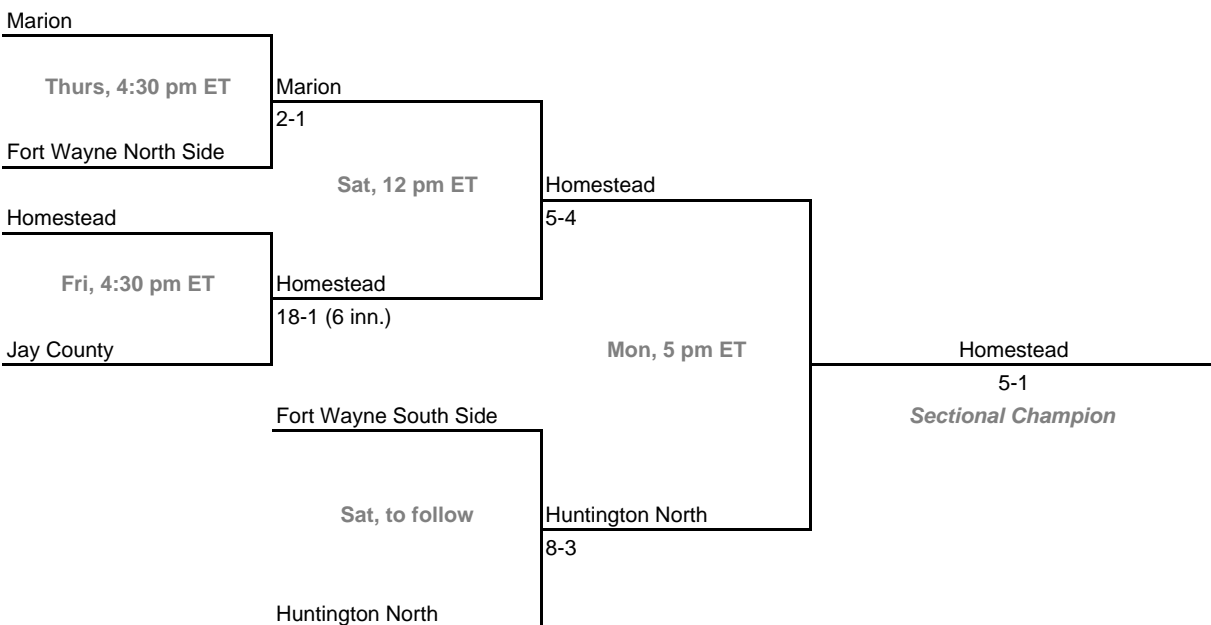 Marion
Thurs, 4:30 pm ET
Marion
2-1
Fort Wayne North Side
Sat, 12 pm ET
Homestead
5-4
Homestead
Fri, 4:30 pm ET
Homestead
18-1 (6 inn.)
Jay County
Mon, 5 pm ET
Homestead
5-1
Sectional Champion
Fort Wayne South Side
Sat, to follow
Huntington North
8-3
Huntington North